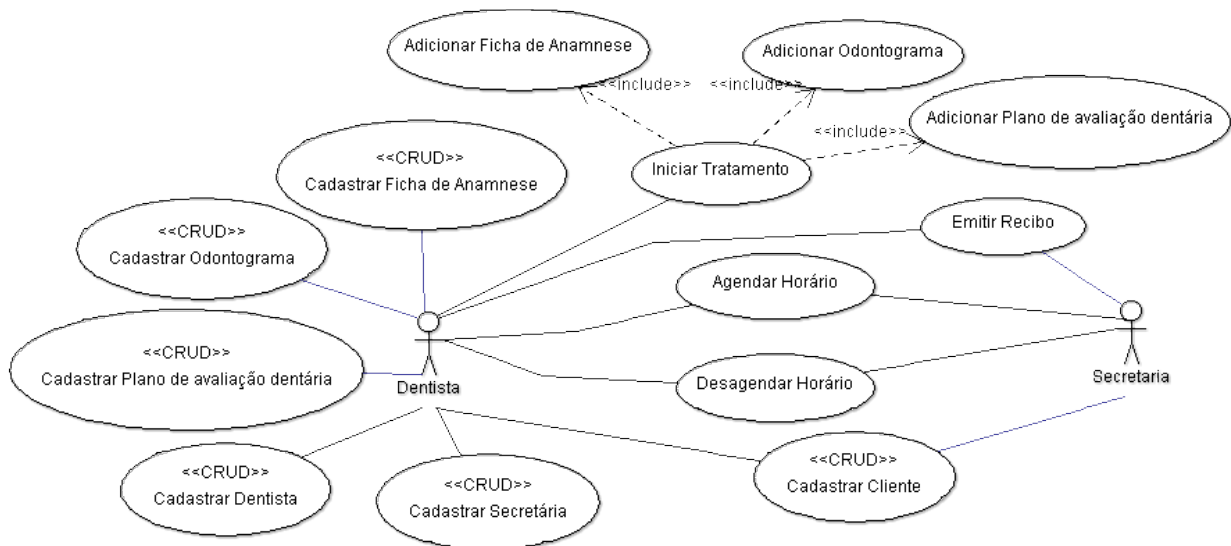 Adicionar Ficha de Anamnese
Adicionar Odontograma
<<include>>
<<include>>
Adicionar Plano de avaliação dentária
<<include>>
<<CRUD>>
Cadastrar Ficha de Anamnese
Iniciar Tratamento
<<CRUD>>
Cadastrar Odontograma
Emitir Recibo
Agendar Horário
<<CRUD>>
Cadastrar Plano de avaliação dentária
Dentista
Desagendar Horário
Secretaria
<<CRUD>>
Cadastrar Dentista
<<CRUD>>
Cadastrar Secretária
<<CRUD>>
Cadastrar Cliente